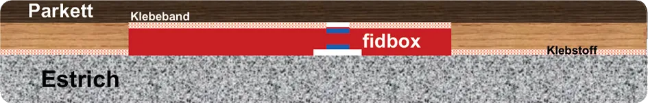 Parkett
Klebeband
fidbox
Klebstoff
Estrich